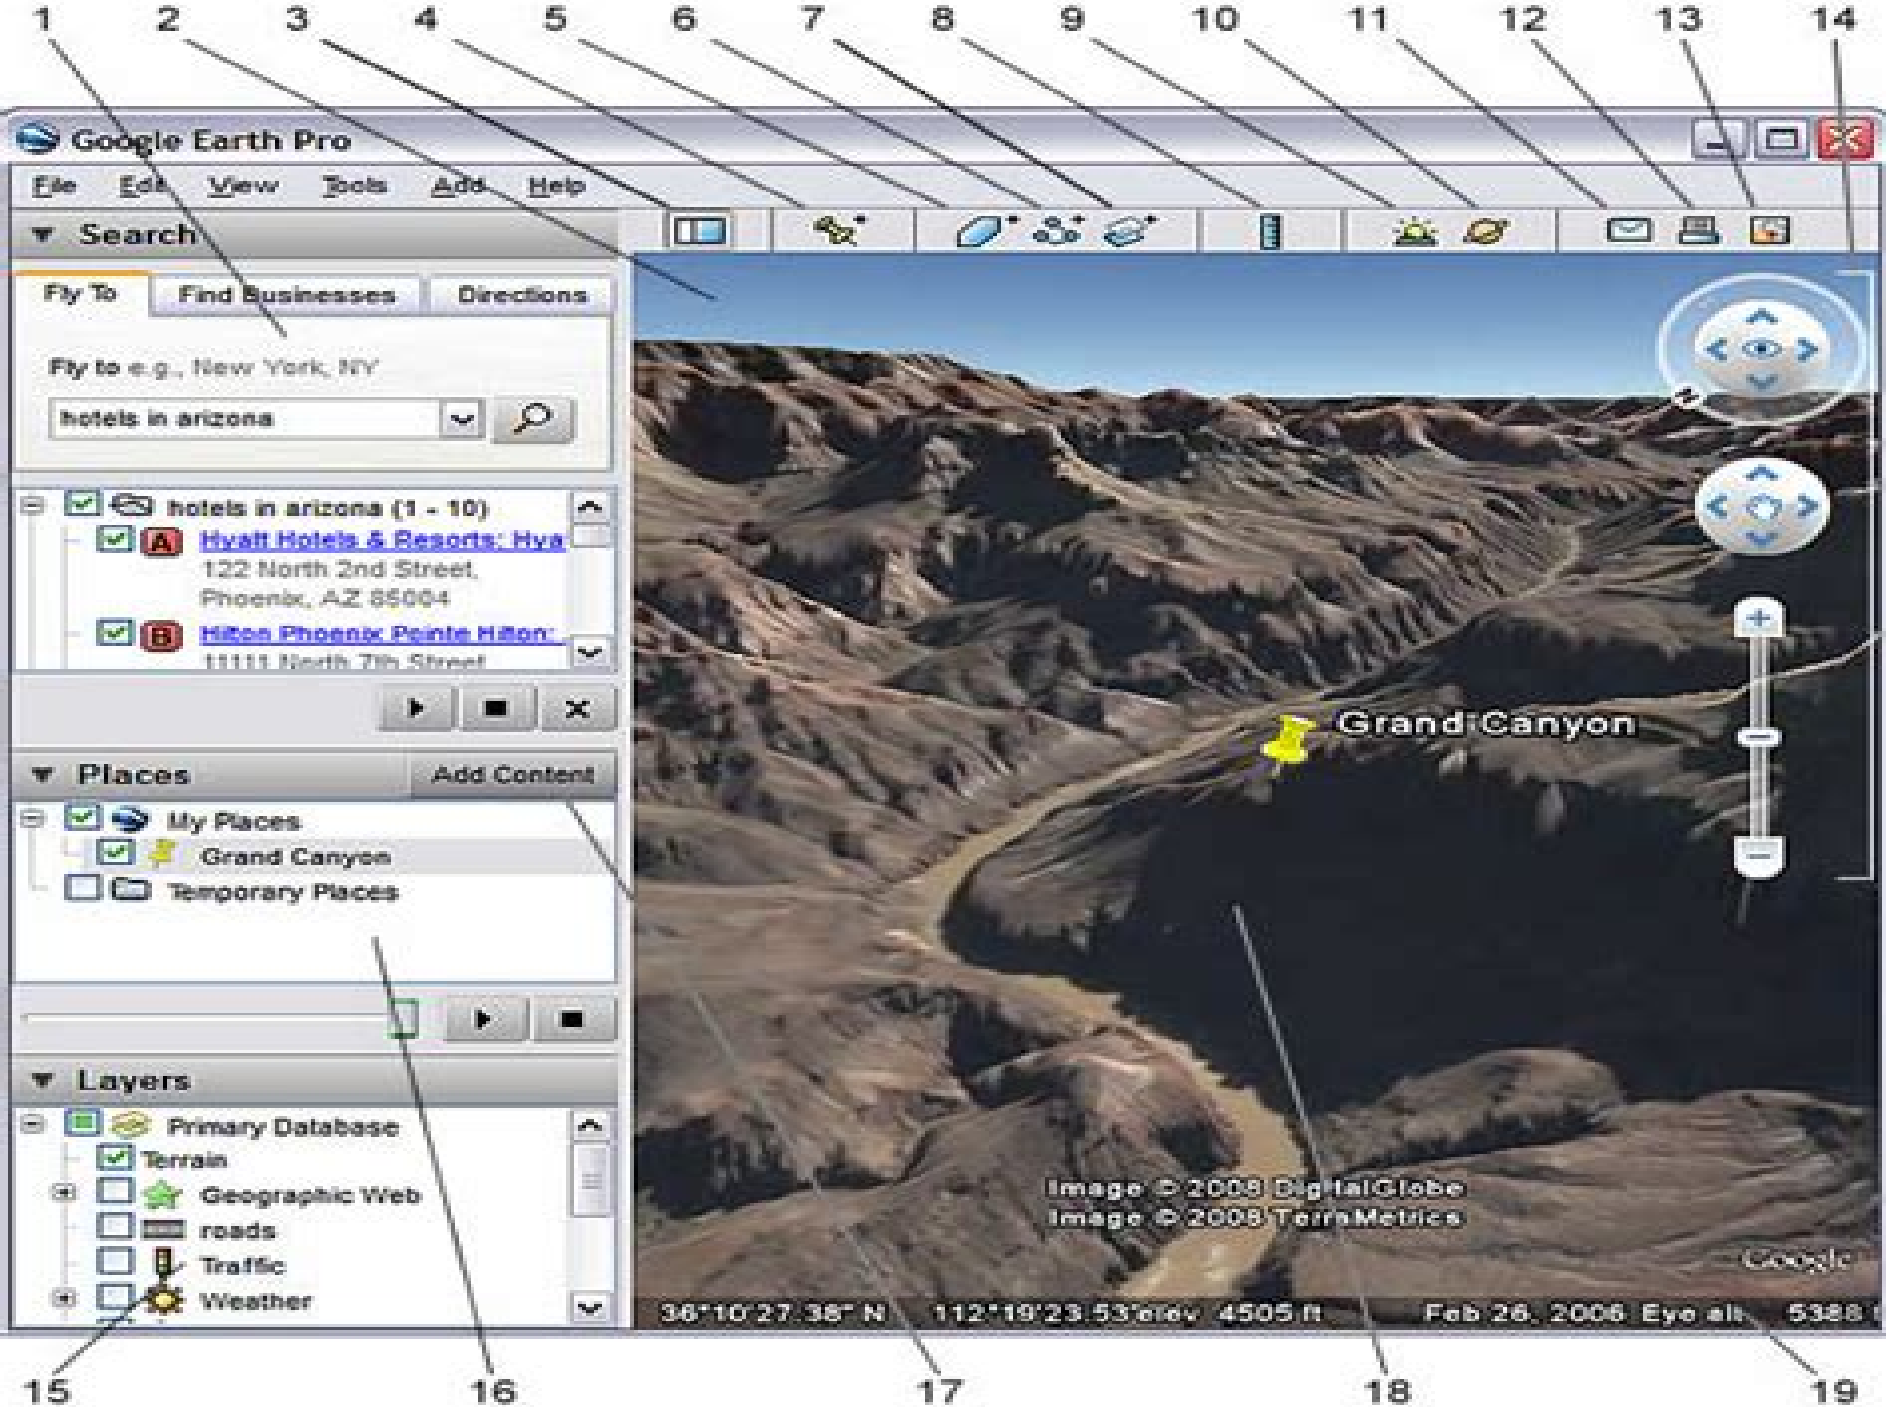 1 2 3 4 5 6 7 8 9 10 11 12 13 14
Google Earth Pro
File Edit View Tools Add Help
Search
Fly To Find Businesses Directions
Fly to e.g., New York, NY
hotels in arizona
hotels in arizona (1 - 10)
A Hyatt Hotels & Resorts: Hya
122 North 2nd Street,
Phoenix, AZ 85004
B Hilton Phoenix Pointe Hilton:
11111 North 7th Street
Places Add Content
My Places
Grand Canyon
Temporary Places
Layers
Primary Database
Terrain
Geographic Web
roads
Traffic
Weather
Grand Canyon
Image © 2008 DigitalGlobe
Image © 2008 TerraMetrics
Google
36°10'27.38" N 112°19'23.53" elev 4505 ft Feb 26, 2006 Eye alt 5388
15 16 17 18 19